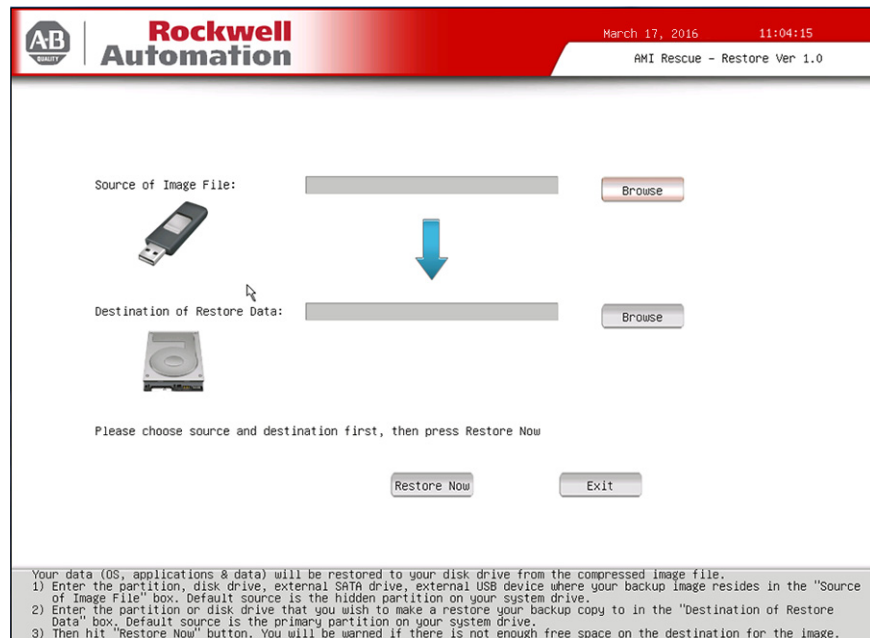 A·B
QUALITY
Rockwell
Automation
March 17, 2016 11:04:15
AMI Rescue - Restore Ver 1.0
Source of Image File:
Browse
Destination of Restore Data:
Browse
Please choose source and destination first, then press Restore Now
Restore Now
Exit
Your data (OS, applications & data) will be restored to your disk drive from the compressed image file.
1) Enter the partition, disk drive, external SATA drive, external USB device where your backup image resides in the "Source
of Image File" box. Default source is the hidden partition on your system drive.
2) Enter the partition or disk drive that you wish to make a restore your backup copy to in the "Destination of Restore
Data" box. Default source is the primary partition on your system drive.
3) Then hit "Restore Now" button. You will be warned if there is not enough free space on the destination for the image.